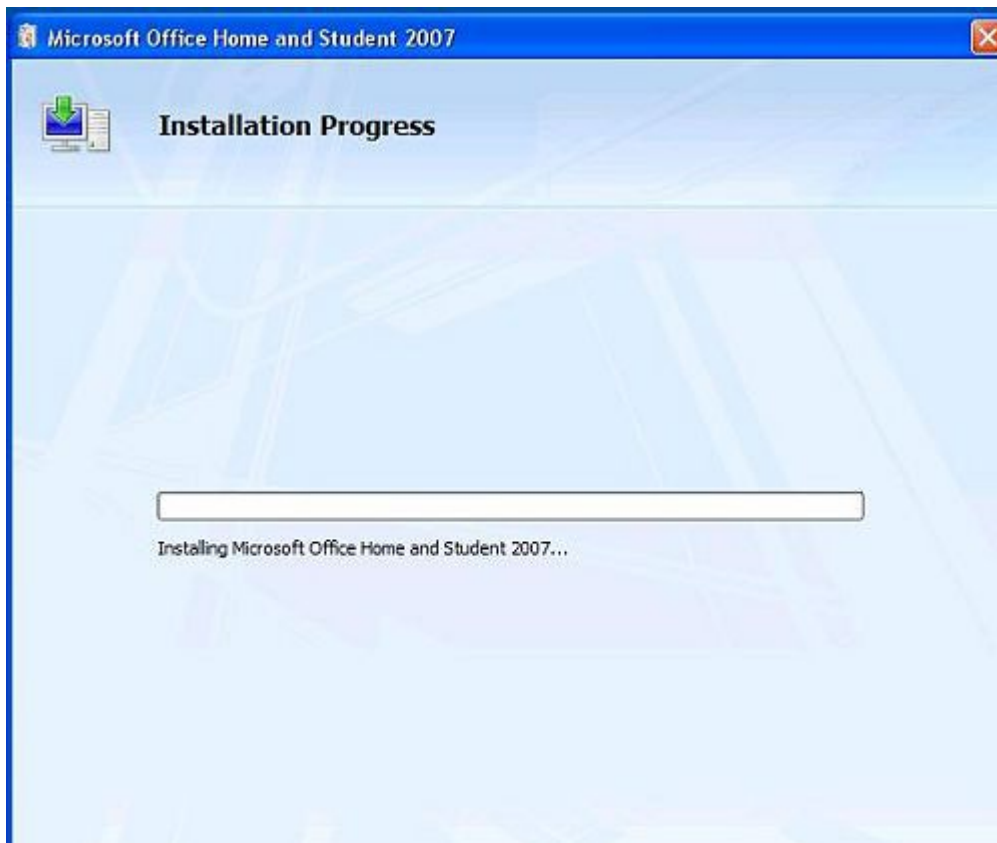 Microsoft Office Home and Student 2007
Installation Progress
Installing Microsoft Office Home and Student 2007...